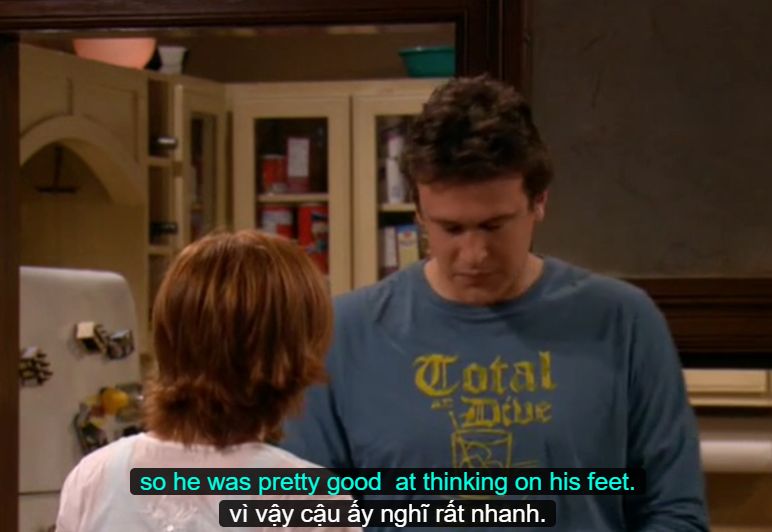 Total
Dive
so he was pretty good  at thinking on his feet.
vì vậy cậu ấy nghĩ rất nhanh.